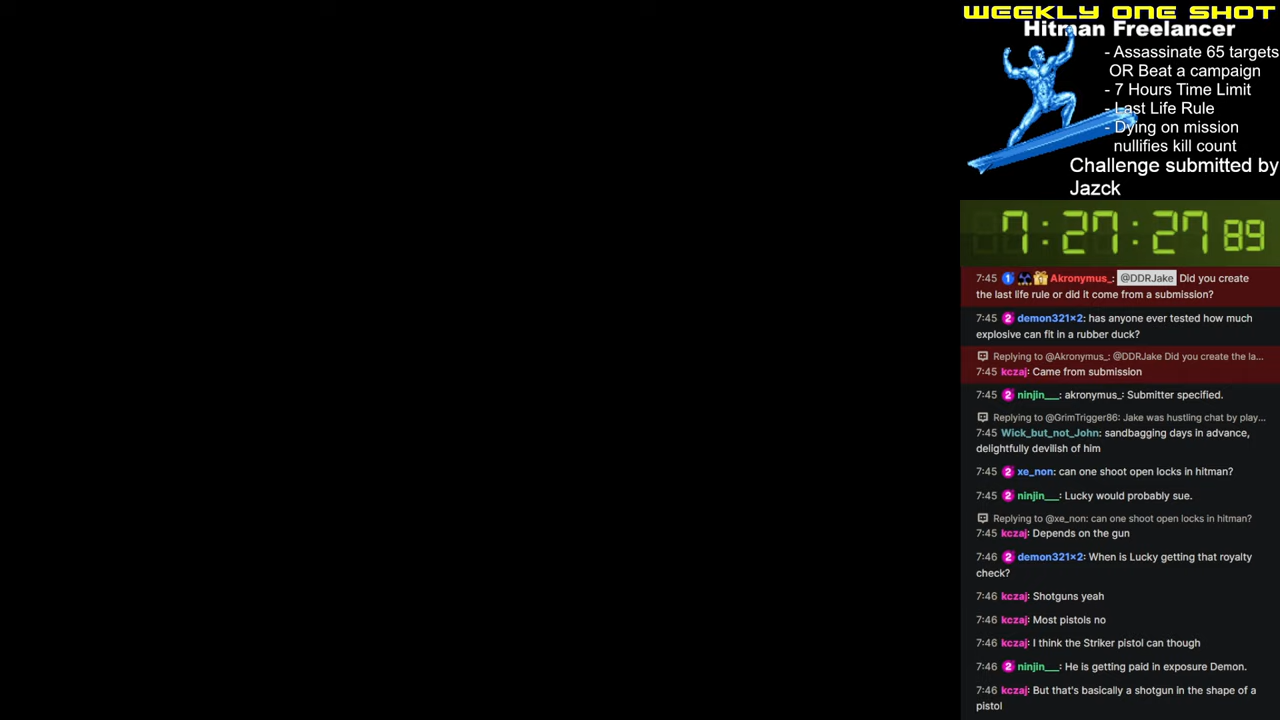 WEEKLY ONE SHOT
Hitman Freelancer
- Assassinate 65 targets
OR Beat a campaign
- 7 Hours Time Limit
- Last Life Rule
- Dying on mission
nullifies kill count
Challenge submitted by
Jazck
7:27:27 89
7:45 Akronymus_: @DDRJake Did you create
the last life rule or did it come from a submission?
7:45 2 demon321x2: has anyone ever tested how much
explosive can fit in a rubber duck?
Replying to @Akronymus_: @DDRJake Did you create the la...
7:45 kczaj: Came from submission
7:45 2 ninjin___: akronymus_: Submitter specified.
Replying to @GrimTrigger86: Jake was hustling chat by play...
7:45 Wick_but_not_John: sandbagging days in advance,
delightfully devilish of him
7:45 2 xe_non: can one shoot open locks in hitman?
7:45 2 ninjin___: Lucky would probably sue.
Replying to @xe_non: can one shoot open locks in hitman?
7:45 kczaj: Depends on the gun
7:46 2 demon321x2: When is Lucky getting that royalty
check?
7:46 kczaj: Shotguns yeah
7:46 kczaj: Most pistols no
7:46 kczaj: I think the Striker pistol can though
7:46 2 ninjin___: He is getting paid in exposure Demon.
7:46 kczaj: But that's basically a shotgun in the shape of a
pistol